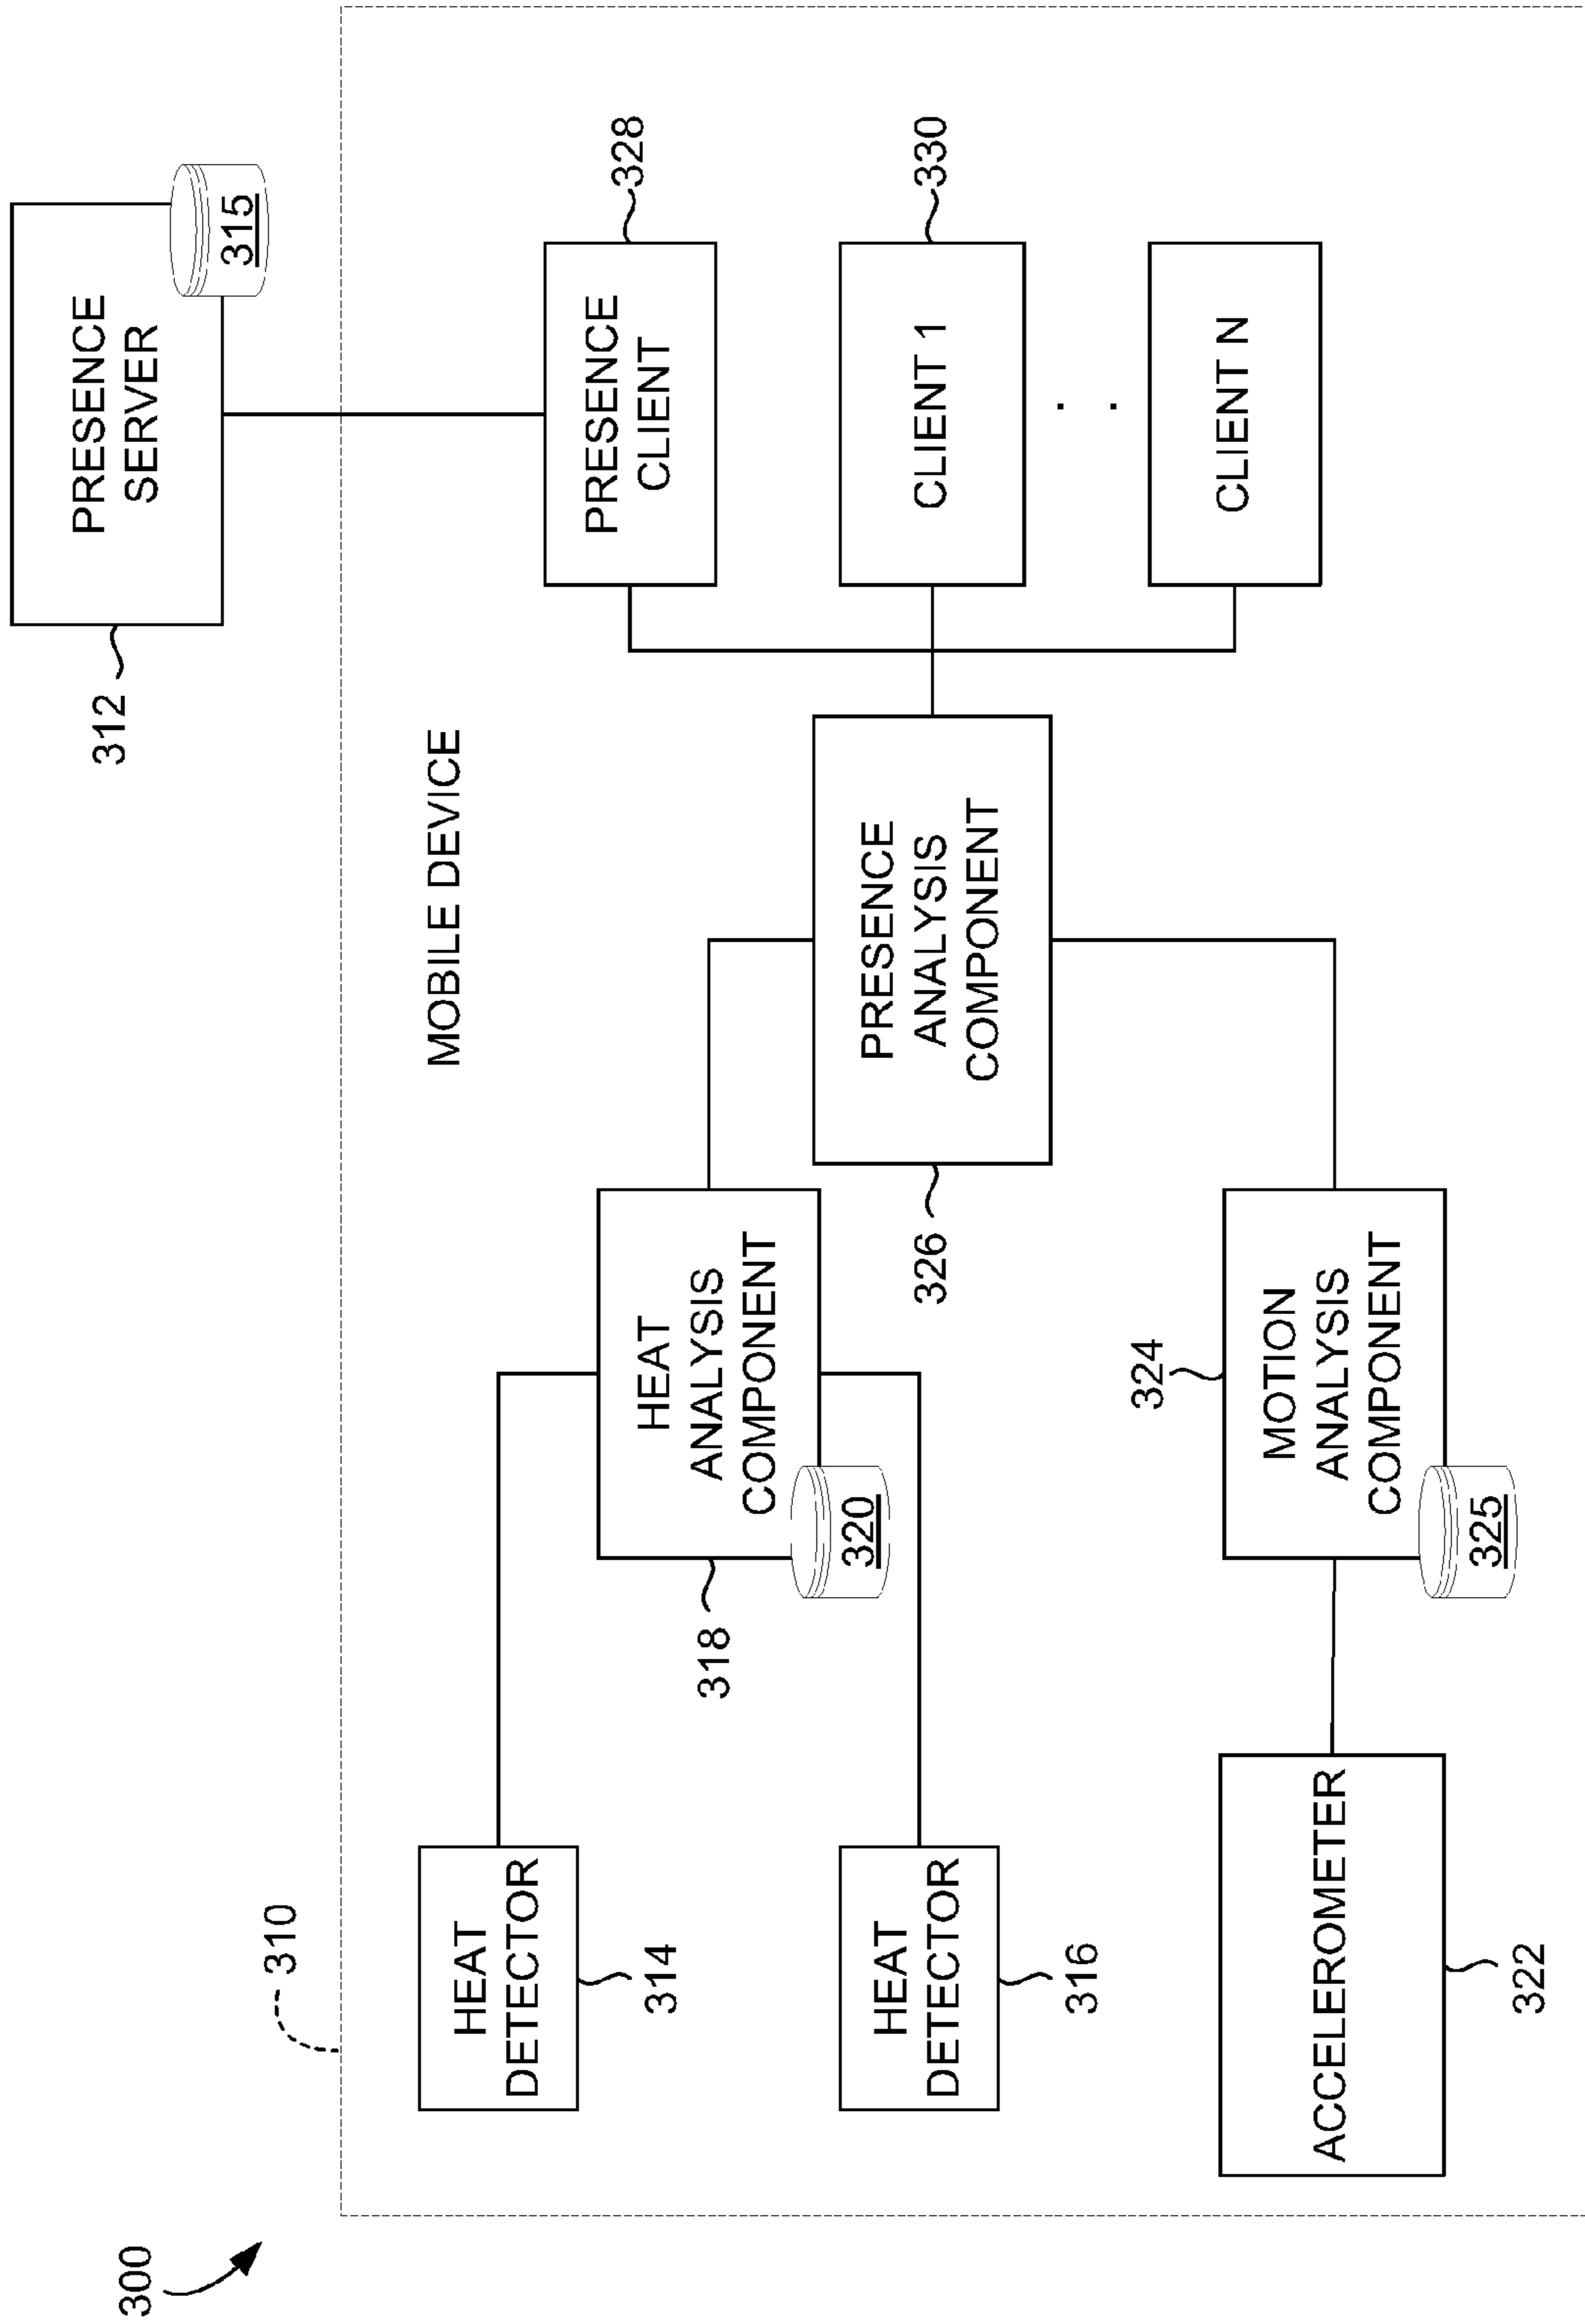 300
310
312
PRESENCE
SERVER
315
MOBILE DEVICE
HEAT
DETECTOR
314
HEAT
ANALYSIS
COMPONENT
318
320
PRESENCE
CLIENT
328
HEAT
DETECTOR
316
PRESENCE
ANALYSIS
COMPONENT
326
CLIENT 1
330
. .
ACCELEROMETER
322
324
MOTION
ANALYSIS
COMPONENT
325
CLIENT N